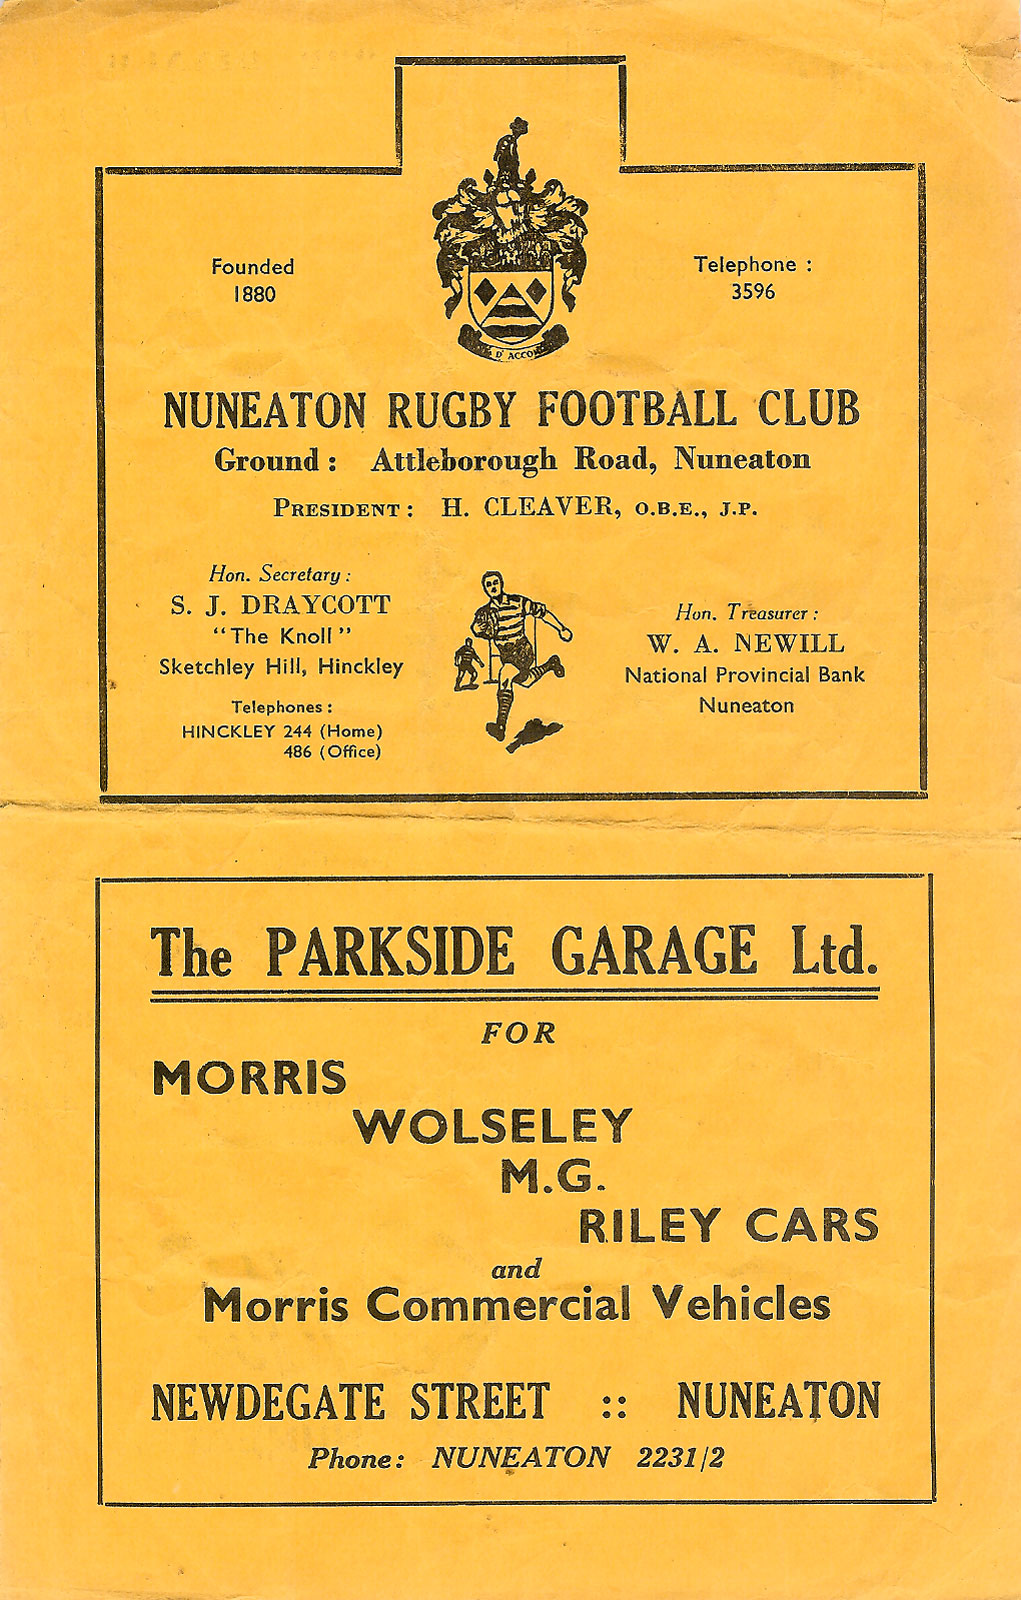 Founded
1880
Telephone :
3596
D' ACCORD
NUNEATON RUGBY FOOTBALL CLUB
Ground : Attleborough Road, Nuneaton
PRESIDENT : H. CLEAVER, O.B.E., J.P.
Hon. Secretary :
S. J. DRAYCOTT
"The Knoll"
Sketchley Hill, Hinckley
Telephones :
HINCKLEY 244 (Home)
486 (Office)
Hon. Treasurer :
W. A. NEWILL
National Provincial Bank
Nuneaton
The PARKSIDE GARAGE Ltd.
FOR
MORRIS
WOLSELEY
M.G.
RILEY CARS
and
Morris Commercial Vehicles
NEWDEGATE STREET :: NUNEATON
Phone: NUNEATON 2231/2